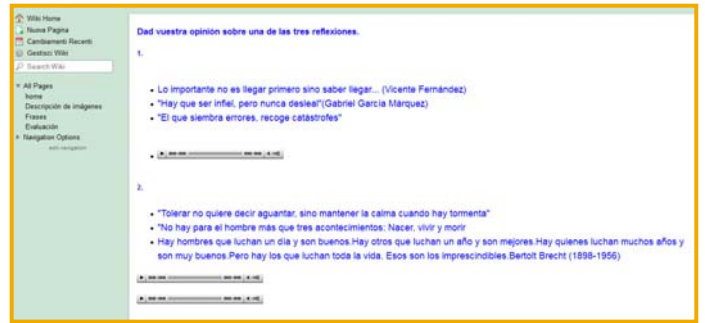 Wiki Home
Nuova Pagina
Cambiamenti Recenti
Gestisci Wiki
Search Wiki
All Pages
home
Descripción de imágenes
Frases
Evaluación
Navigation Options
edit navigation
Dad vuestra opinión sobre una de las tres reflexiones.
1.
Lo importante no es llegar primero sino saber llegar... (Vicente Fernández)
"Hay que ser infiel, pero nunca desleal"(Gabriel García Márquez)
"El que siembra errores, recoge catástrofes"
2.
"Tolerar no quiere decir aguantar, sino mantener la calma cuando hay tormenta"
"No hay para el hombre más que tres acontecimientos: Nacer, vivir y morir
Hay hombres que luchan un día y son buenos.Hay otros que luchan un año y son mejores.Hay quienes luchan muchos años y
son muy buenos.Pero hay los que luchan toda la vida. Esos son los imprescindibles.Bertolt Brecht (1898-1956)